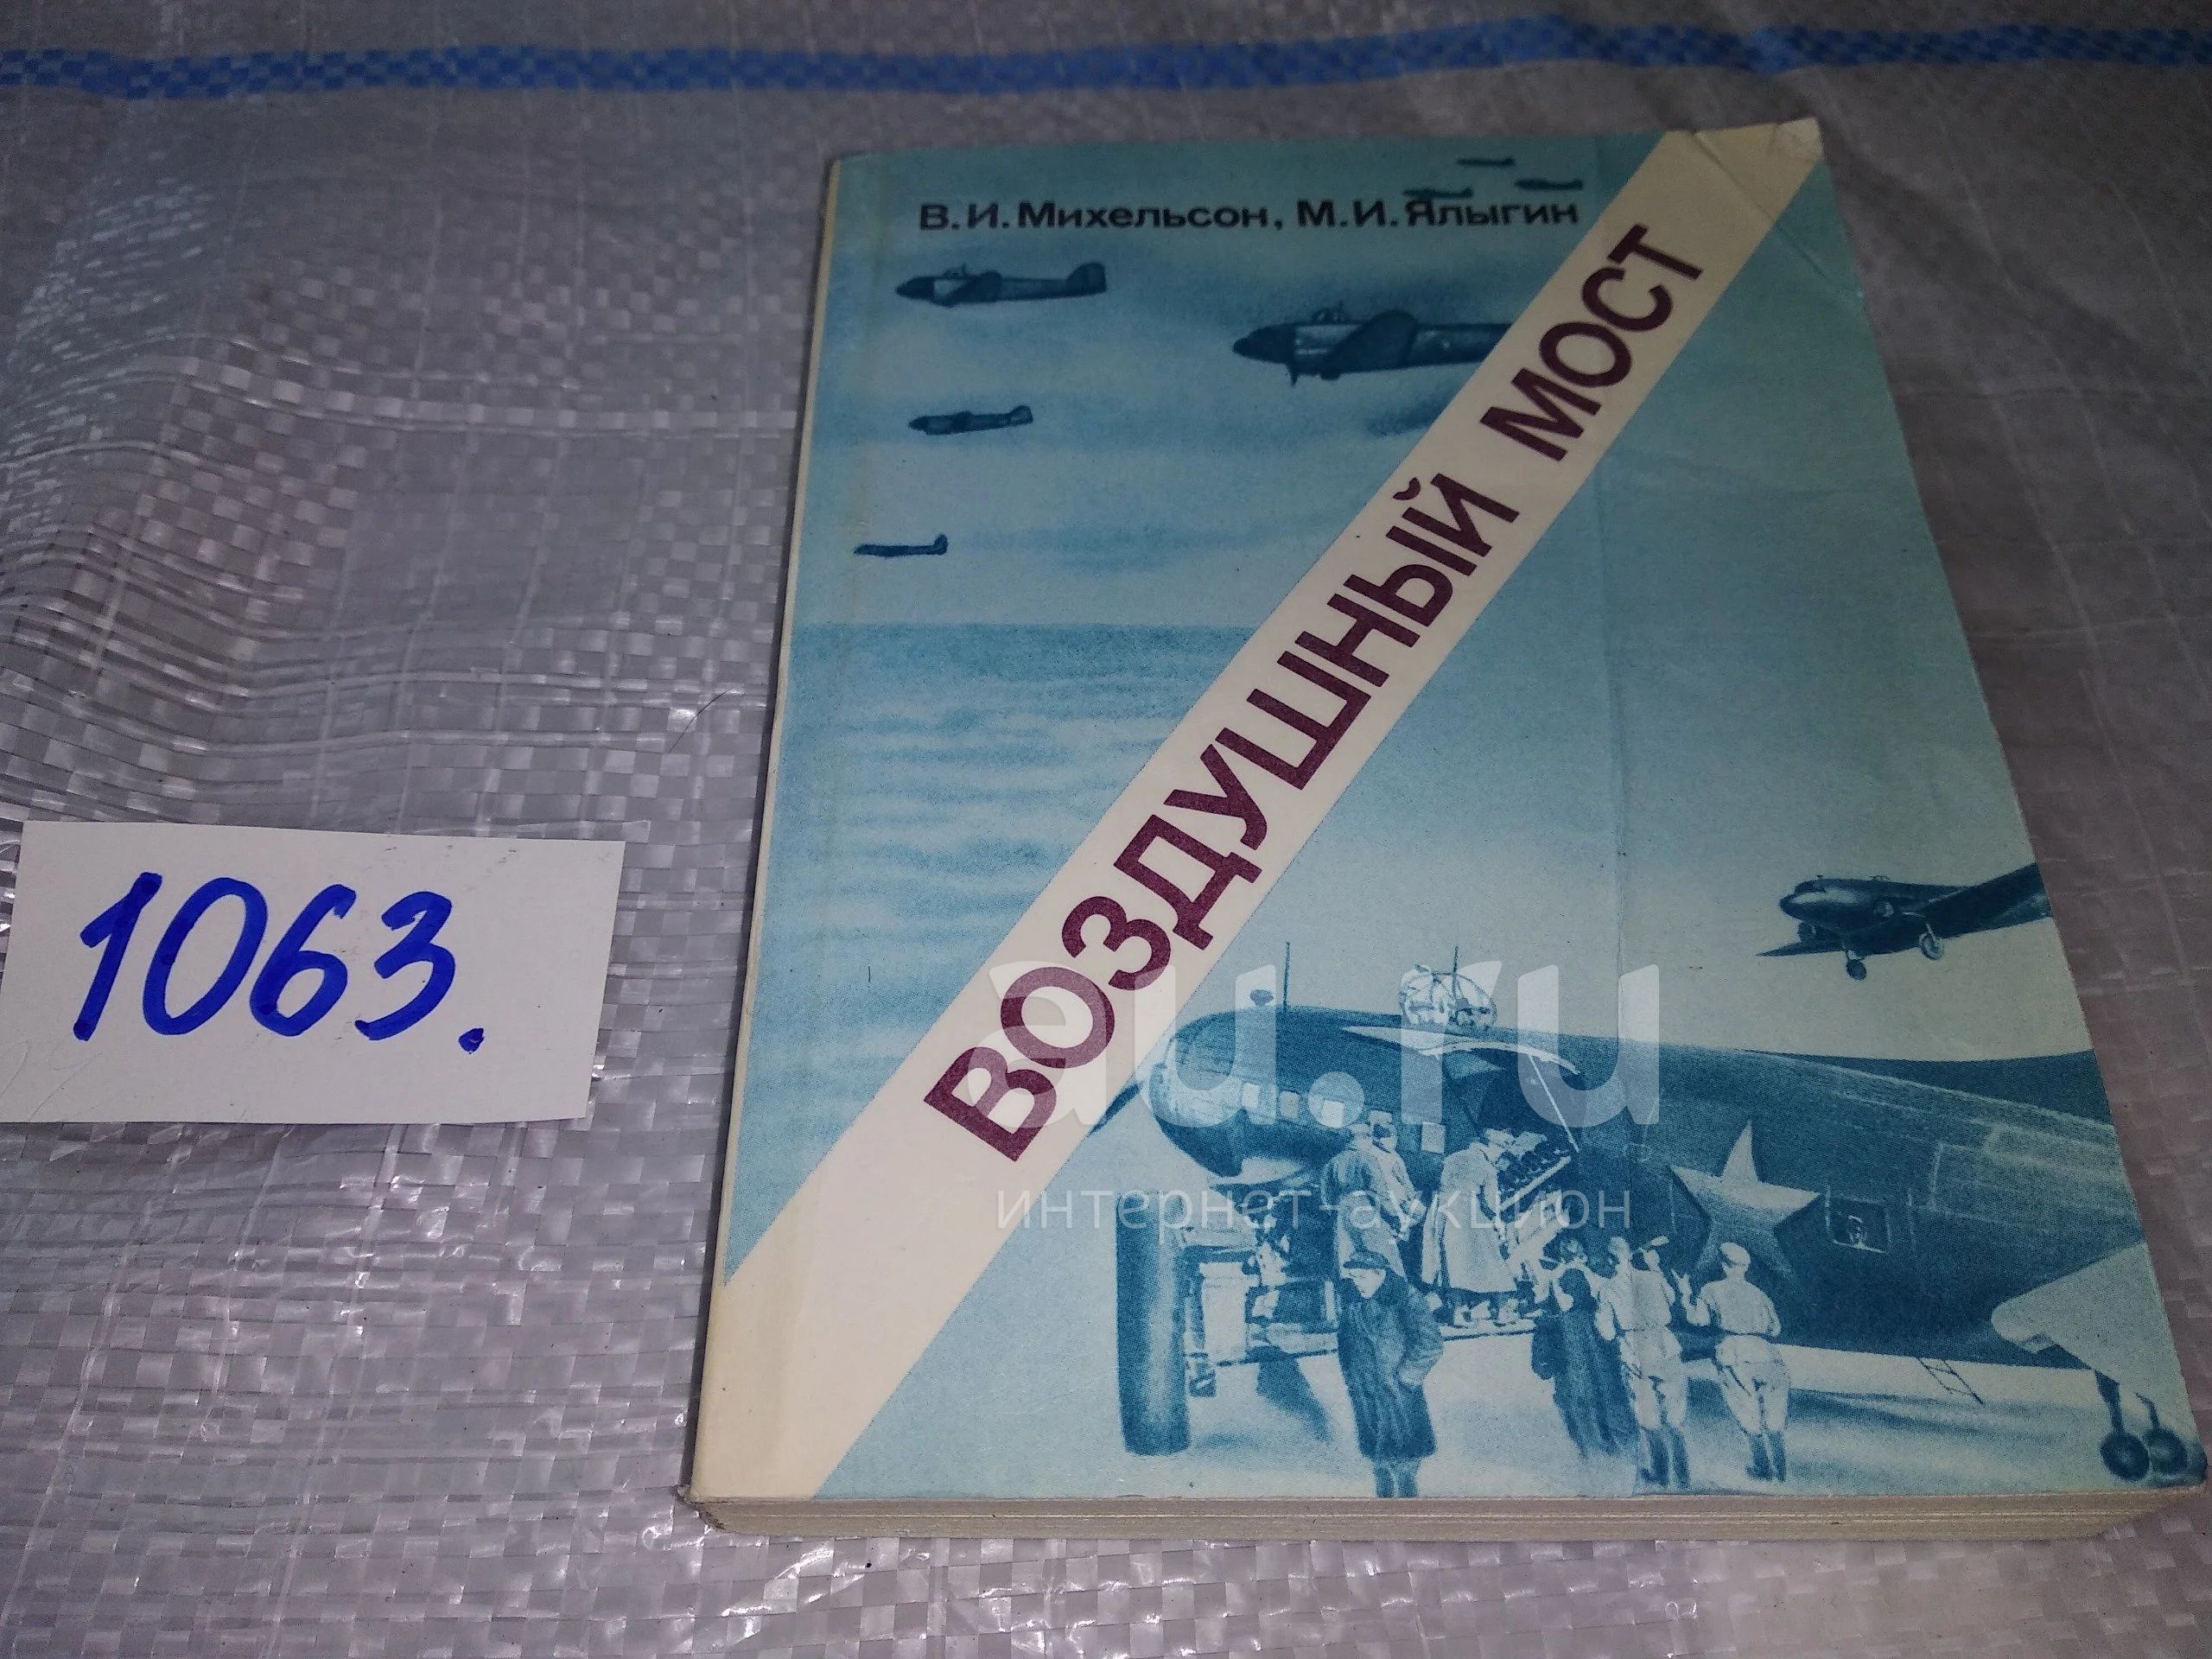 В.И.Михельсон, М.И.Ялыгин
ВОЗДУШНЫЙ МОСТ
1063.
au.ru
интернет-аукцион